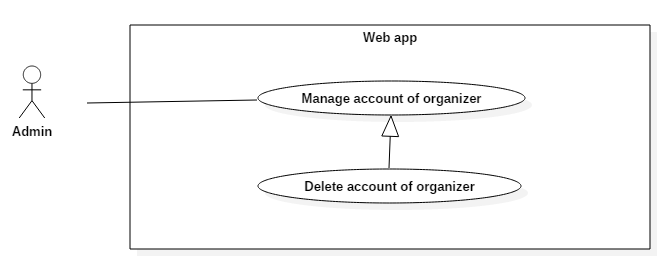 Web app
Manage account of organizer
Admin
Delete account of organizer